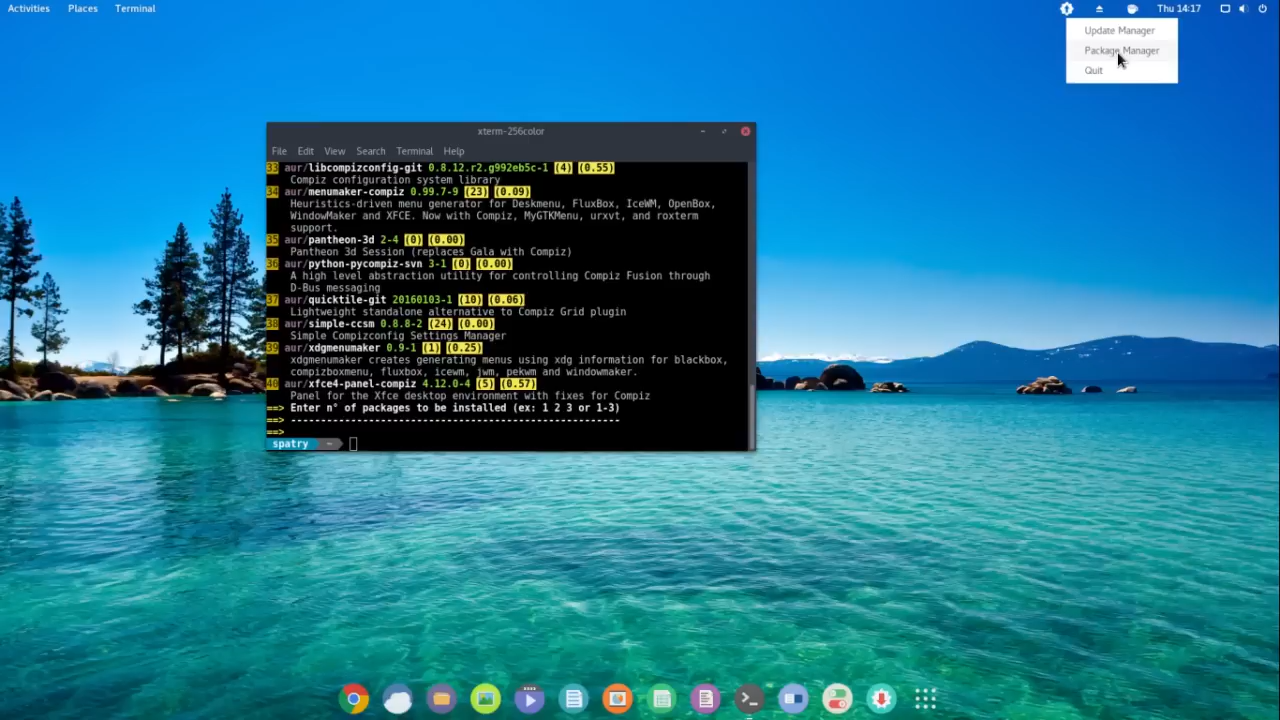 Activities Places Terminal Thu 14:17
Update Manager
Package Manager
Quit
xterm-256color
File Edit View Search Terminal Help
33 aur/libcompizconfig-git 0.8.12.r2.g992eb5c-1 (4) (0.55)
Compiz configuration system library
34 aur/menumaker-compiz 0.99.7-9 (23) (0.09)
Heuristics-driven menu generator for Deskmenu, FluxBox, IceWM, OpenBox,
WindowMaker and XFCE. Now with Compiz, MyGTKMenu, urxvt, and roxterm
support.
35 aur/pantheon-3d 2-4 (0) (0.00)
Pantheon 3d Session (replaces Gala with Compiz)
36 aur/python-pycompiz-svn 3-1 (0) (0.00)
A high level abstraction utility for controlling Compiz Fusion through
D-Bus messaging
37 aur/quicktile-git 20160103-1 (10) (0.06)
Lightweight standalone alternative to Compiz Grid plugin
38 aur/simple-ccsm 0.8.8-2 (24) (0.00)
Simple Compizconfig Settings Manager
39 aur/xdgmenumaker 0.9-1 (1) (0.25)
xdgmenumaker creates generating menus using xdg information for blackbox,
compizboxmenu, fluxbox, icewm, jwm, pekwm and windowmaker.
40 aur/xfce4-panel-compiz 4.12.0-4 (5) (0.57)
Panel for the Xfce desktop environment with fixes for Compiz
==> Enter n° of packages to be installed (ex: 1 2 3 or 1-3)
==> -------------------------------------------------------
==>
spatry ~